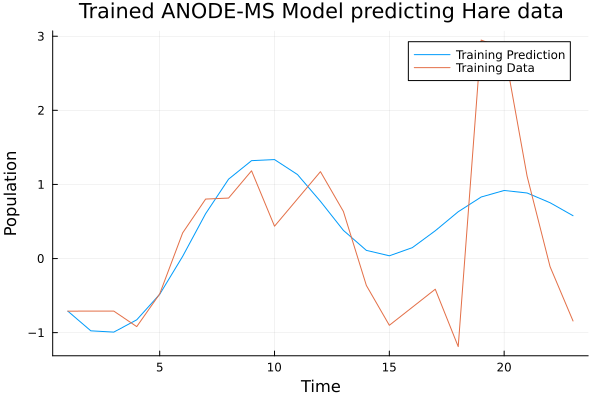 Trained ANODE-MS Model predicting Hare data
Training Prediction
Training Data
Population
3
2
1
0
−1
5
10
15
20
Time